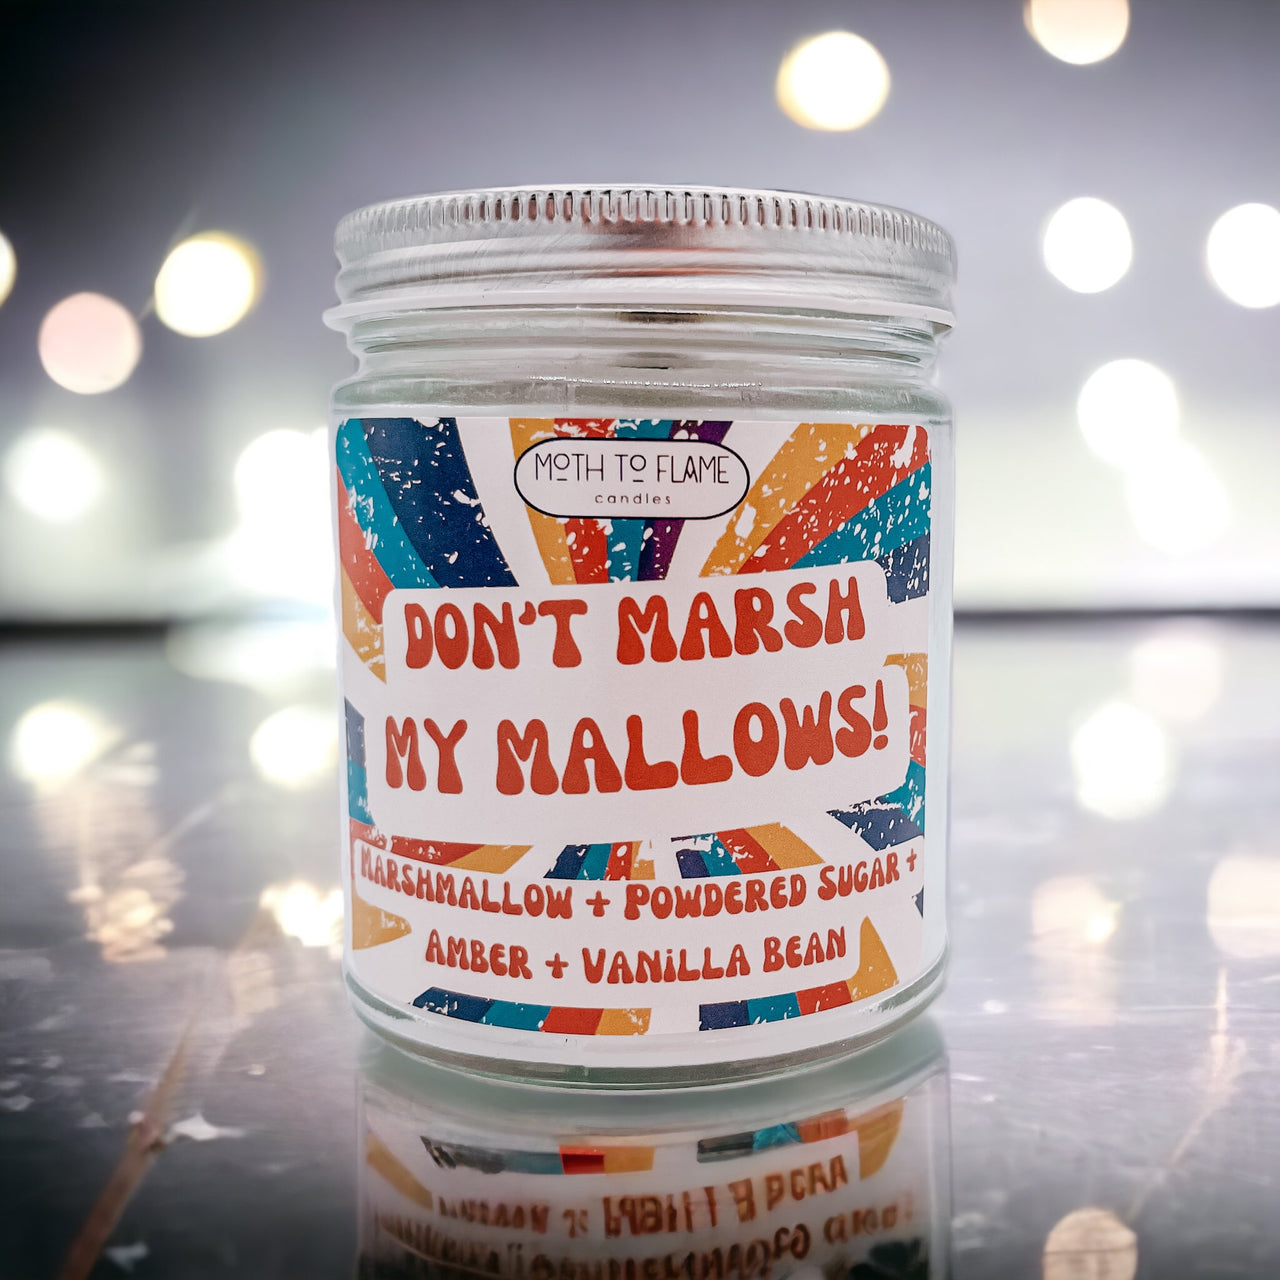 MOTH TO FLAME
candles
DON'T MARSH
MY MALLOWS!
MARSHMALLOW + POWDERED SUGAR +
AMBER + VANILLA BEAN